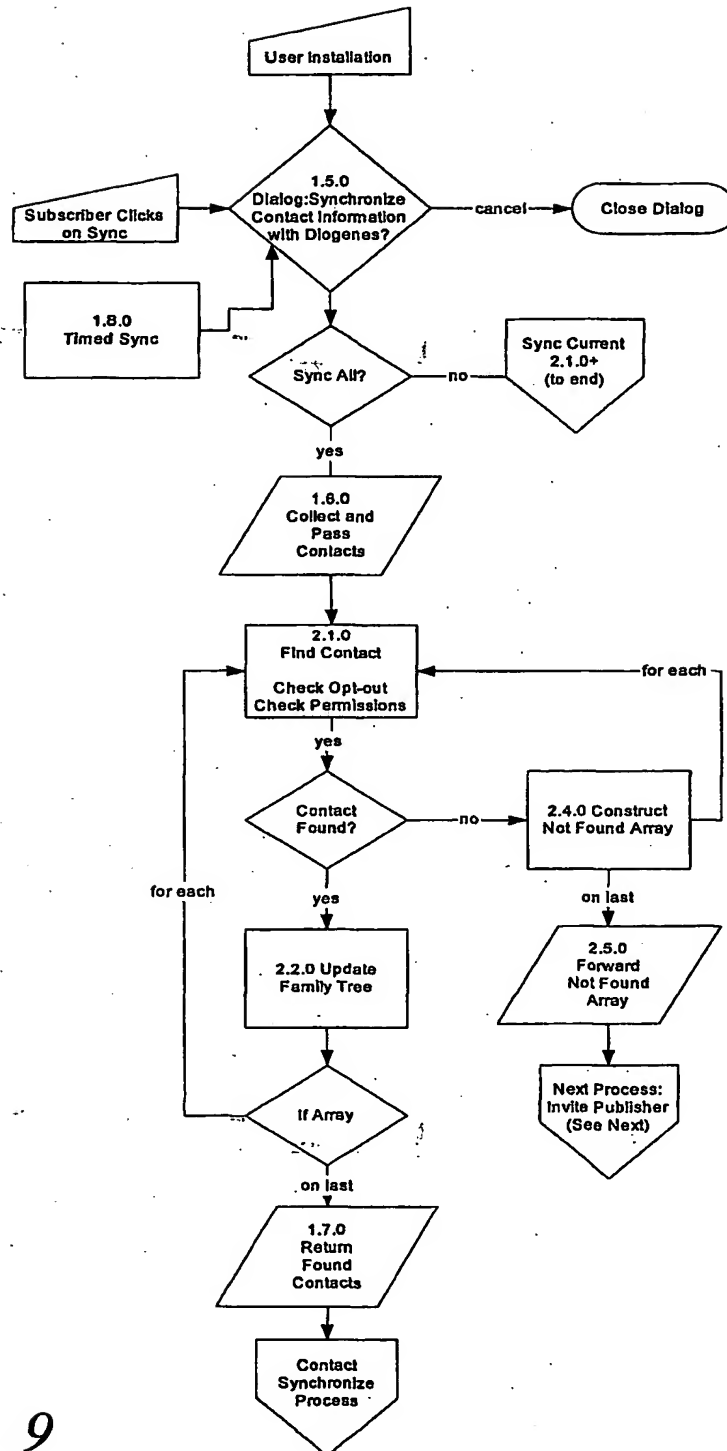 User Installation
1.5.0
Dialog:Synchronize
Contact Information
with Diogenes?
Subscriber Clicks
on Sync
cancel
Close Dialog
1.8.0
Timed Sync
Sync All?
no
Sync Current
2.1.0+
(to end)
yes
1.6.0
Collect and
Pass
Contacts
2.1.0
Find Contact
Check Opt-out
Check Permissions
for each
yes
Contact
Found?
no
2.4.0 Construct
Not Found Array
for each
yes
on last
2.2.0 Update
Family Tree
2.5.0
Forward
Not Found
Array
If Array
Next Process:
Invite Publisher
(See Next)
on last
1.7.0
Return
Found
Contacts
Contact
Synchronize
Process
9